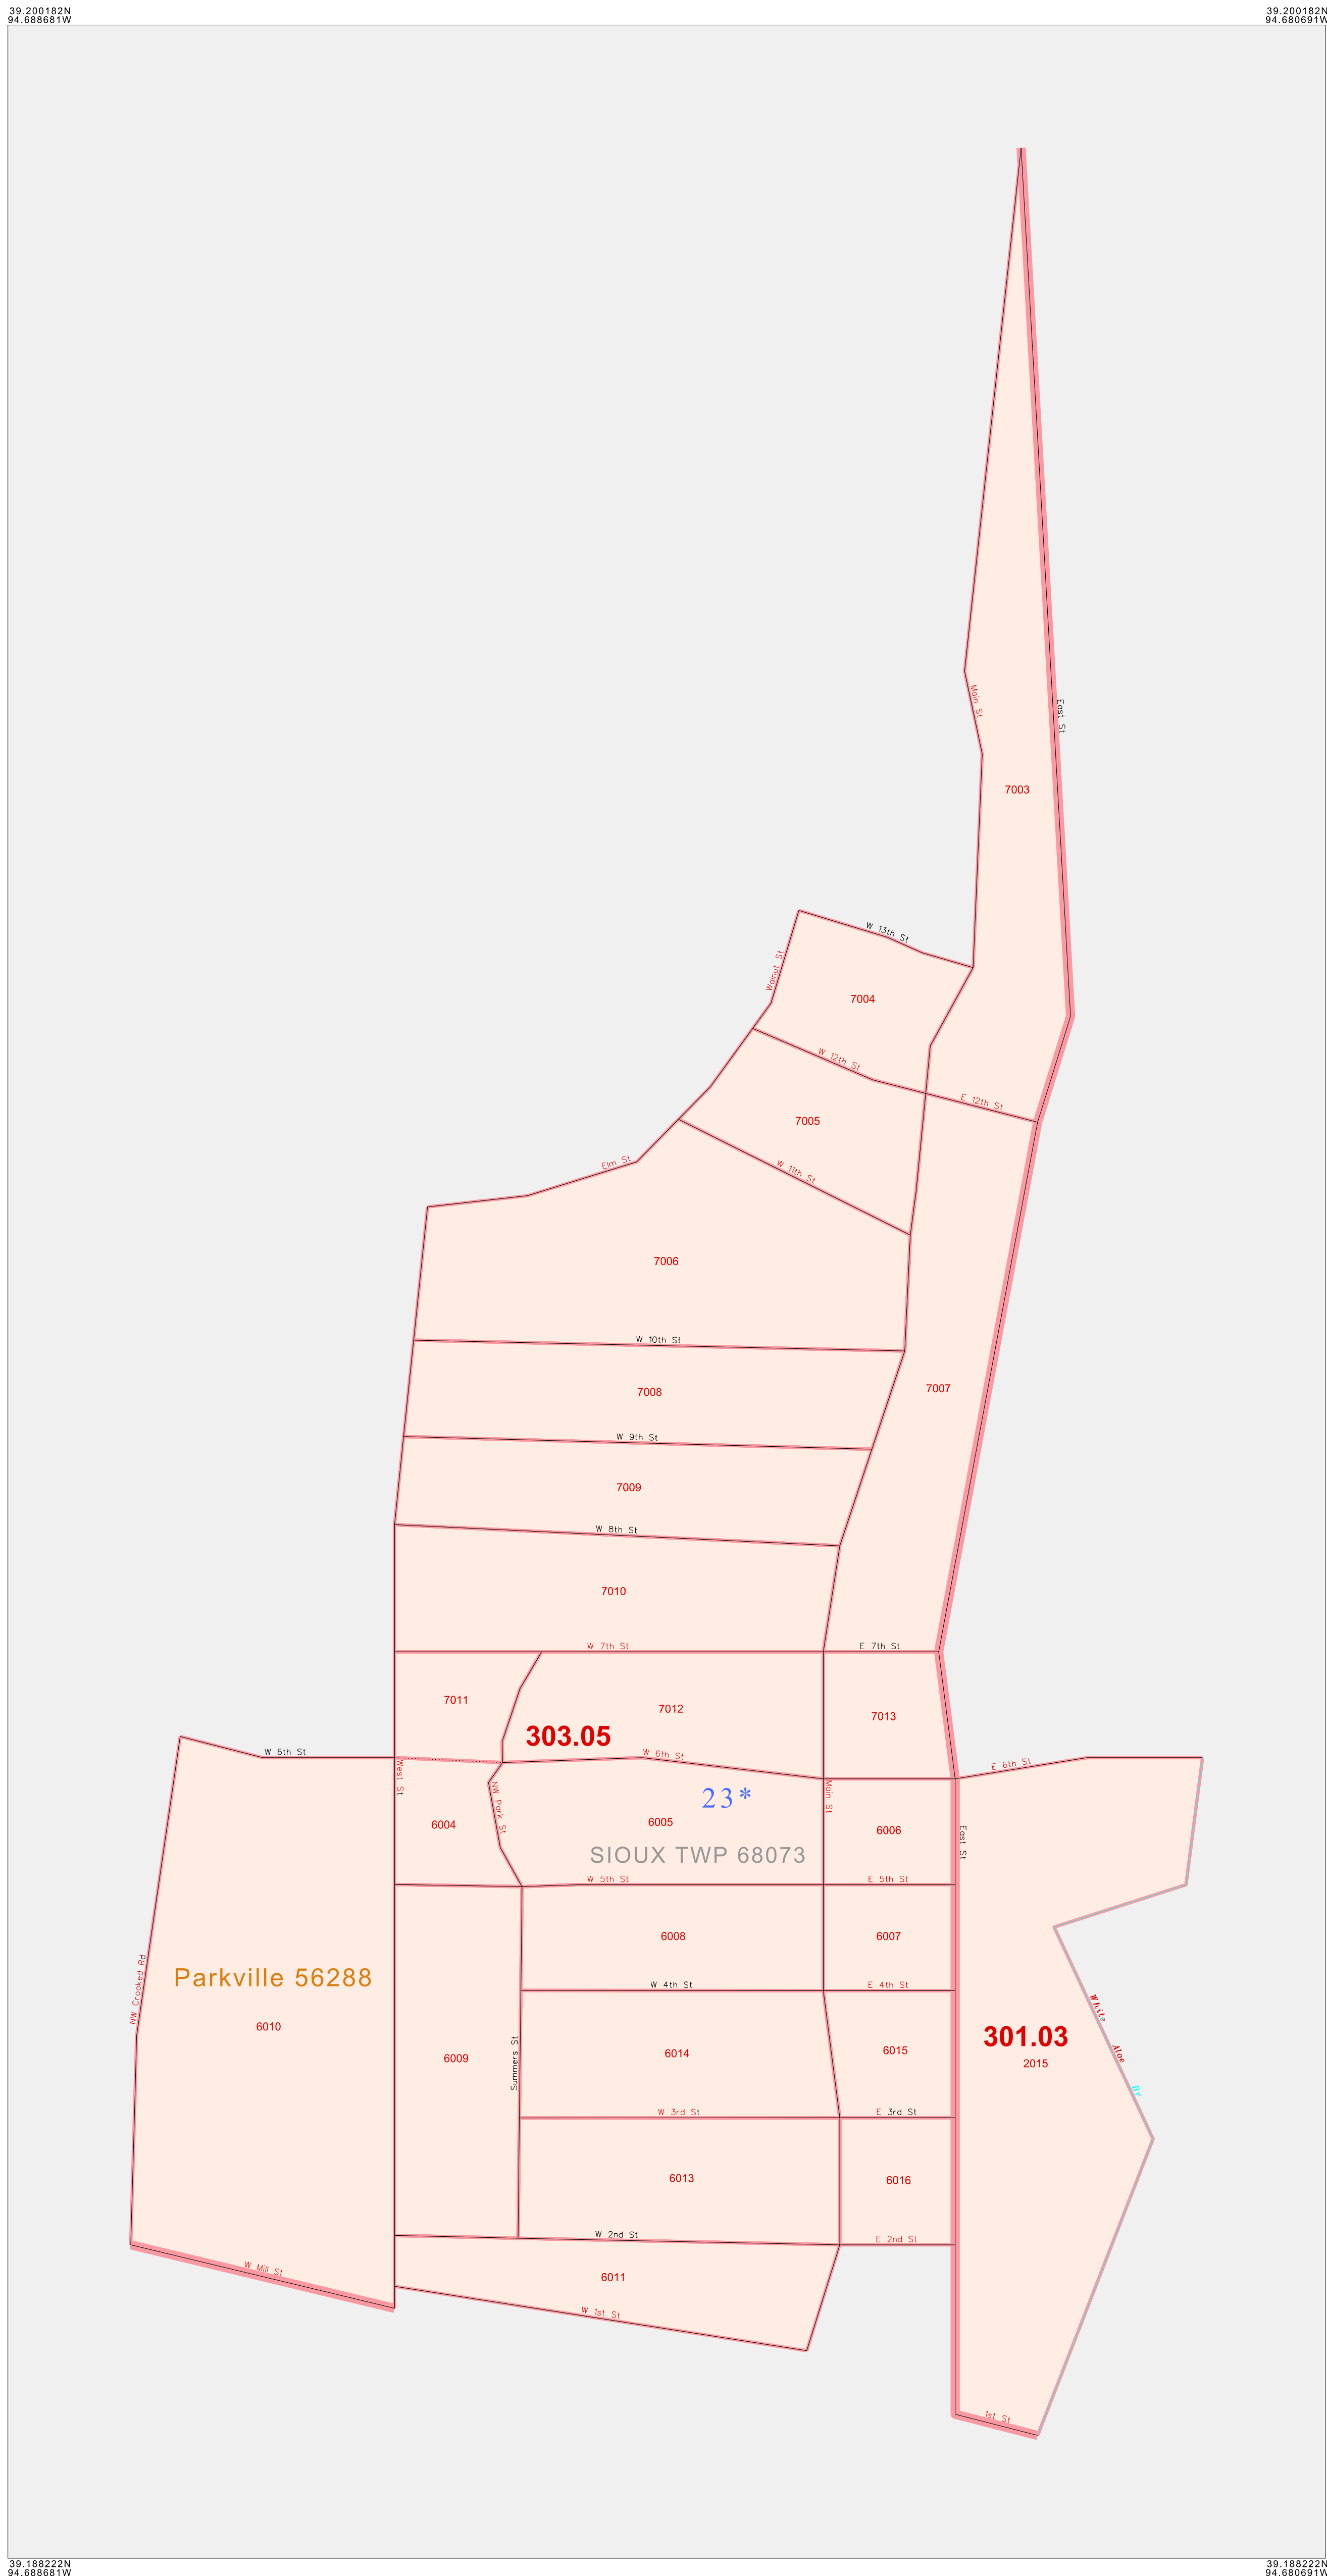 39.200182N
94.688681W
39.200182N
94.680691W
Main St
East St
7003
W 13th St
Walnut St
7004
W 12th St
E 12th St
7005
Elm St
W 11th St
7006
W 10th St
7007
7008
W 9th St
7009
W 8th St
7010
W 7th St
E 7th St
7011
7012
7013
303.05
W 6th St
W 6th St
E 6th St
West St
NW Park St
Main St
23*
6004
6005
6006
East St
SIOUX TWP 68073
W 5th St
E 5th St
6008
6007
NW Crooked Rd
Parkville 56288
W 4th St
E 4th St
White Aloe Br
6010
301.03
6009
Summers St
6014
6015
2015
W 3rd St
E 3rd St
6013
6016
W 2nd St
E 2nd St
W Mill St
6011
W 1st St
1st St
39.188222N
94.688681W
39.188222N
94.680691W